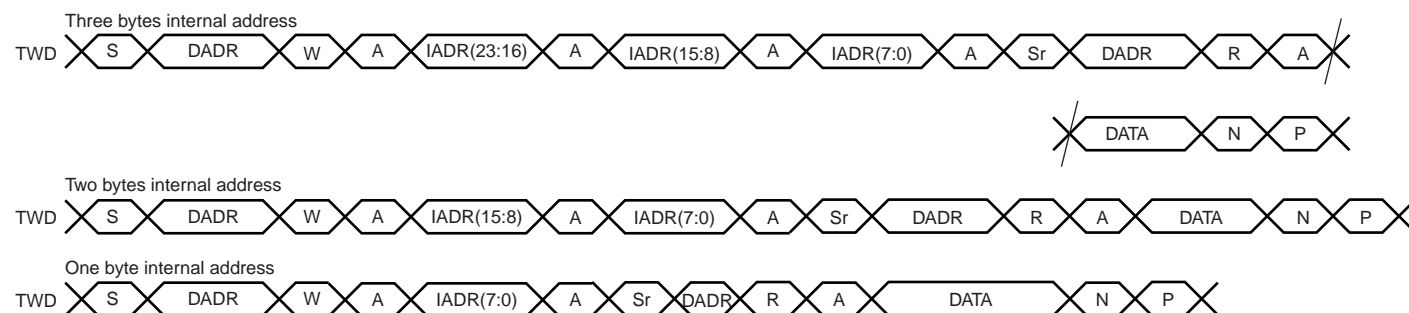 Three bytes internal address
TWD S DADR W A IADR(23:16) A IADR(15:8) A IADR(7:0) A Sr DADR R A
DATA N P
Two bytes internal address
TWD S DADR W A IADR(15:8) A IADR(7:0) A Sr DADR R A DATA N P
One byte internal address
TWD S DADR W A IADR(7:0) A Sr DADR R A DATA N P